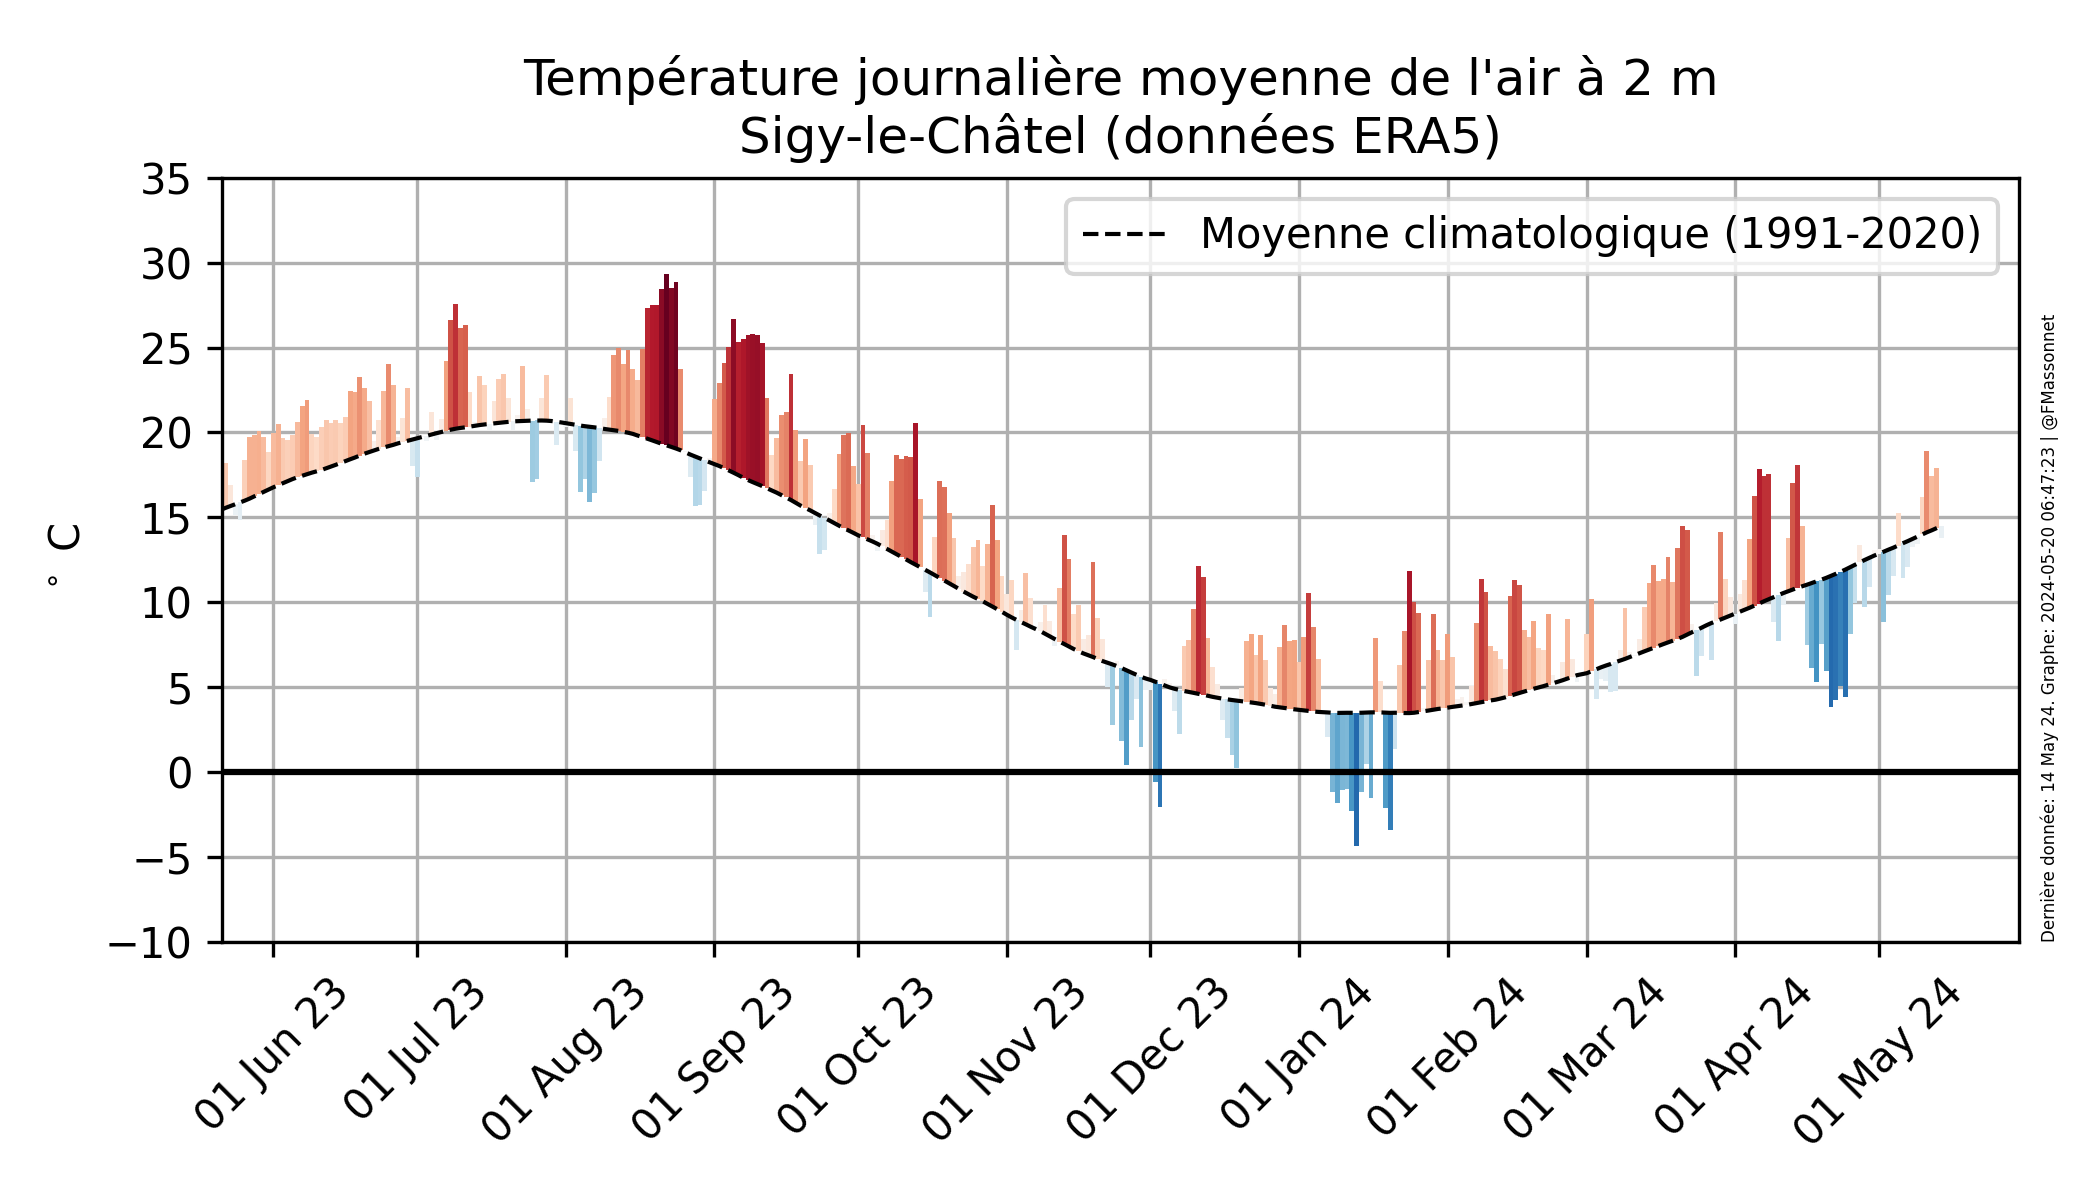 Température journalière moyenne de l'air à 2 m
Sigy-le-Châtel (données ERA5)
35
30
25
20
15
10
5
0
−5
−10
° C
Moyenne climatologique (1991-2020)
01 Jun 23
01 Jul 23
01 Aug 23
01 Sep 23
01 Oct 23
01 Nov 23
01 Dec 23
01 Jan 24
01 Feb 24
01 Mar 24
01 Apr 24
01 May 24
Dernière donnée: 14 May 24. Graphe: 2024-05-20 06:47:23 | @FMassonnet